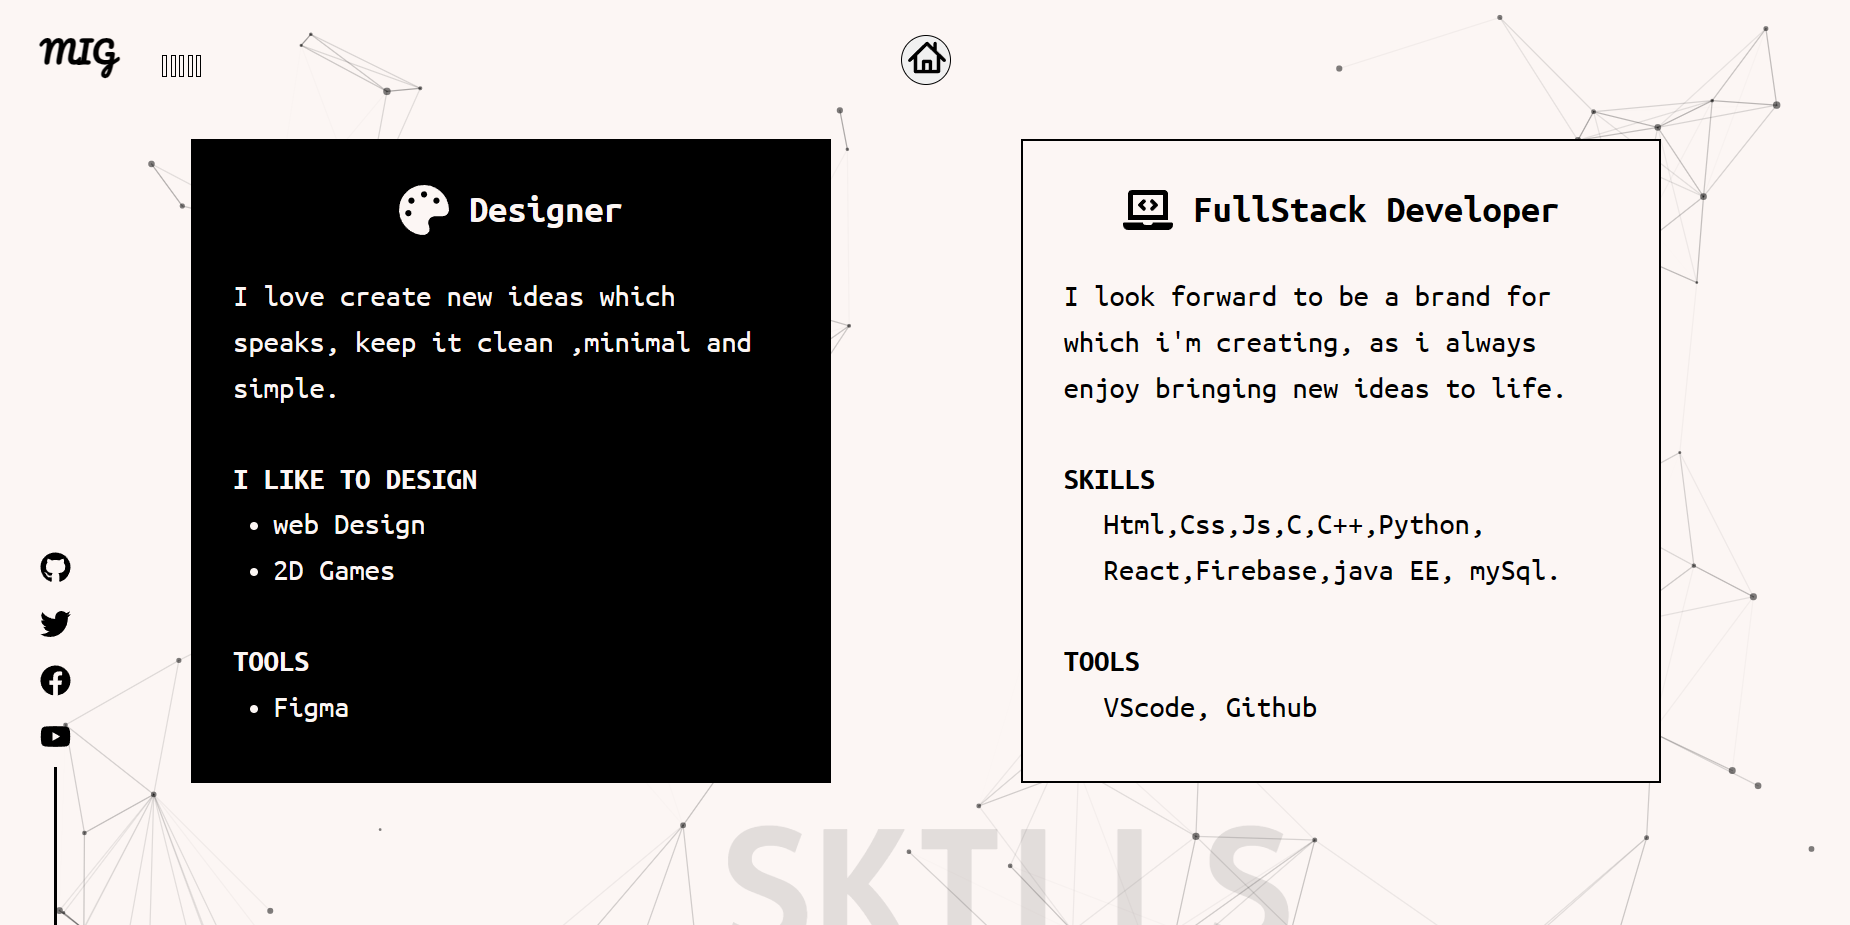 MIG
Designer
I love create new ideas which
speaks, keep it clean ,minimal and
simple.
I LIKE TO DESIGN
• web Design
• 2D Games
TOOLS
• Figma
FullStack Developer
I look forward to be a brand for
which i'm creating, as i always
enjoy bringing new ideas to life.
SKILLS
Html,Css,Js,C,C++,Python,
React,Firebase,java EE, mySql.
TOOLS
VScode, Github
SKILLS